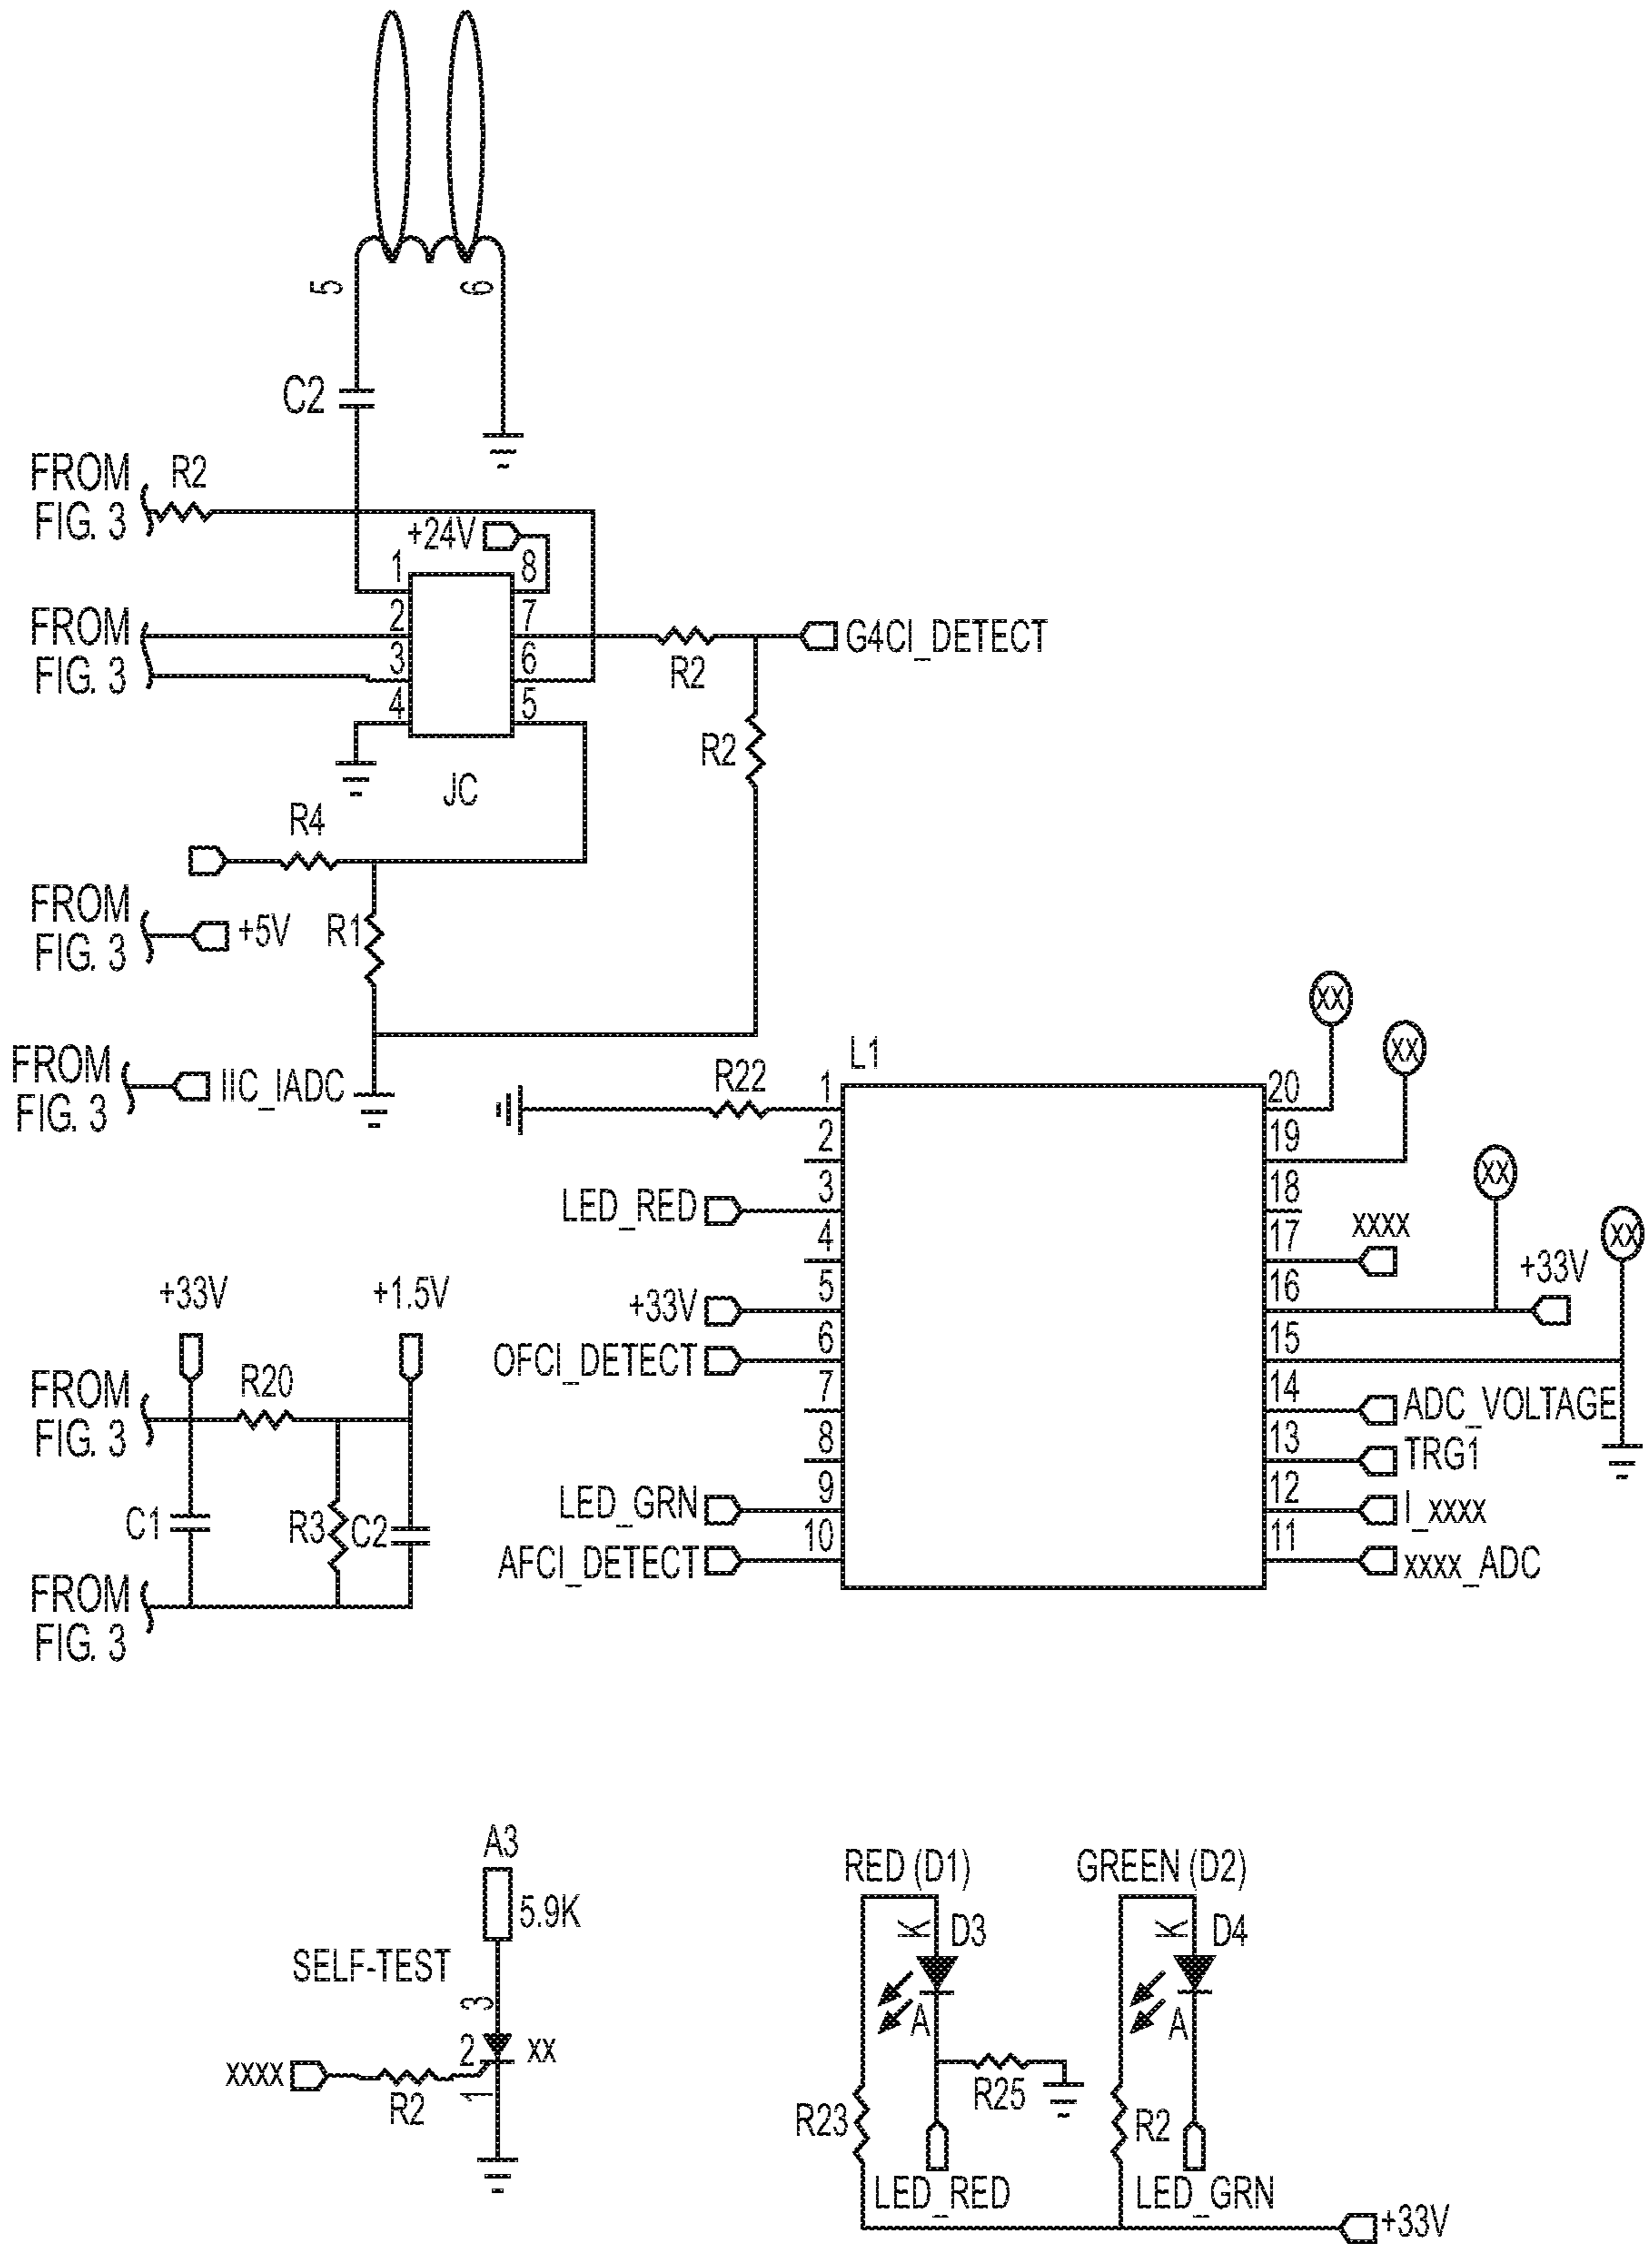 5
6
C2
FROM
FIG. 3
R2
+24V
1
8
FROM
FIG. 3
2
7
3
6
4
5
R2
G4CI_DETECT
R2
JC
R4
FROM
FIG. 3
+5V
R1
FROM
FIG. 3
IIC_IADC
L1
R22
1
2
3
4
5
6
7
8
9
10
LED_RED
+33V
OFCI_DETECT
LED_GRN
AFCI_DETECT
20
19
18
17
16
15
14
13
12
11
xx
xx
xx
xx
xxxx
+33V
ADC_VOLTAGE
TRG1
I_xxxx
xxxx_ADC
+33V
+1.5V
FROM
FIG. 3
R20
C1
R3
C2
FROM
FIG. 3
A3
5.9K
SELF-TEST
3
2
xx
xxxx
R2
1
RED (D1)
GREEN (D2)
K
D3
K
D4
A
A
R25
R23
R2
LED_RED
LED_GRN
+33V